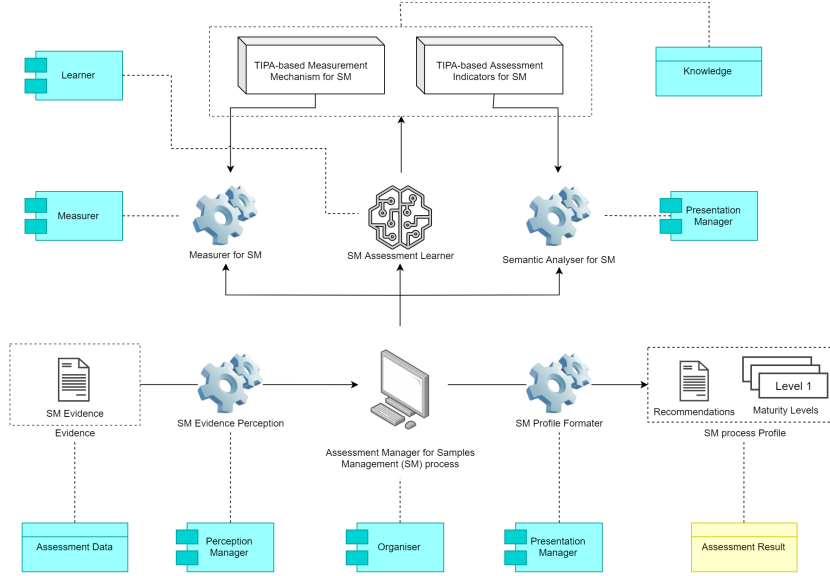 TIPA-based Measurement
Mechanism for SM
TIPA-based Assessment
Indicators for SM
Learner
Knowledge
Measurer
Presentation
Manager
Measurer for SM
SM Assessment Learner
Semantic Analyser for SM
SM Evidence
Evidence
SM Evidence Perception
Assessment Manager for Samples
Management (SM) process
SM Profile Formater
Level 1
Recommendations
Maturity Levels
SM process Profile
Assessment Data
Perception
Manager
Organiser
Presentation
Manager
Assessment Result